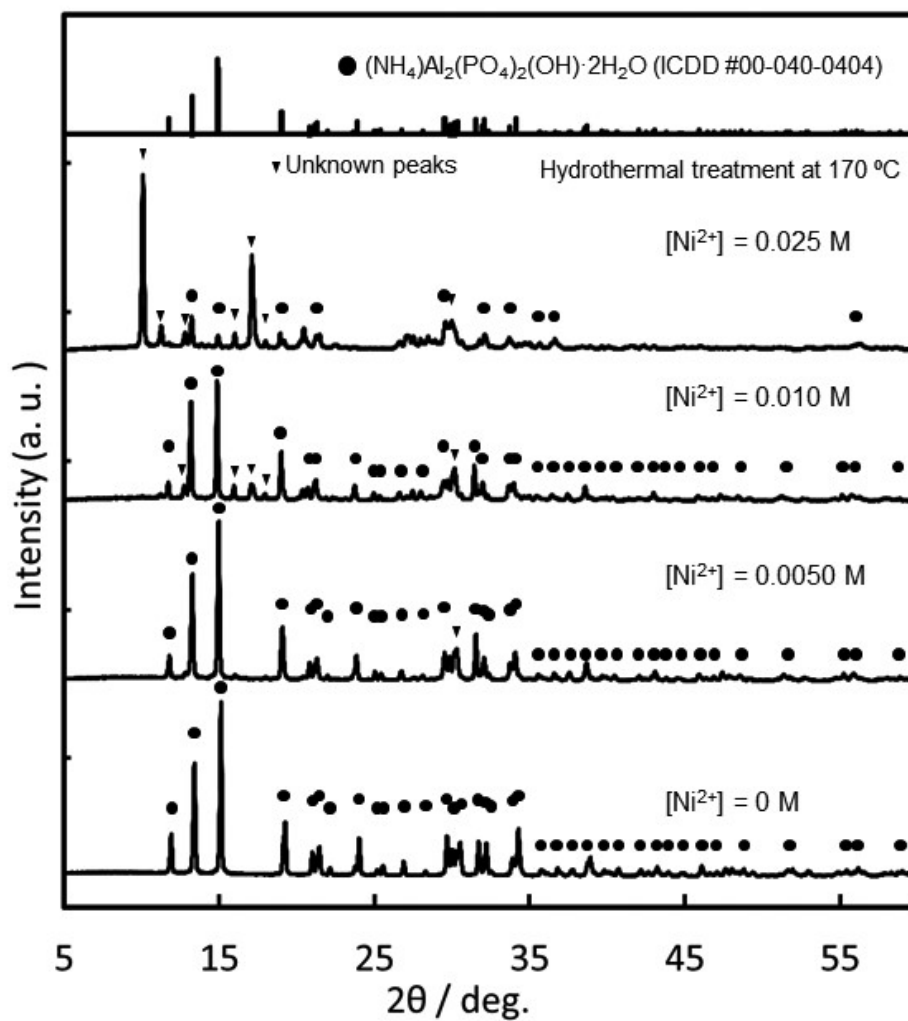 ● (NH₄)Al₂(PO₄)₂(OH)·2H₂O (ICDD #00-040-0404)
▼Unknown peaks
Hydrothermal treatment at 170 ºC
[Ni²⁺] = 0.025 M
[Ni²⁺] = 0.010 M
[Ni²⁺] = 0.0050 M
[Ni²⁺] = 0 M
Intensity (a. u. )
5 15 25 35 45 55
2θ / deg.